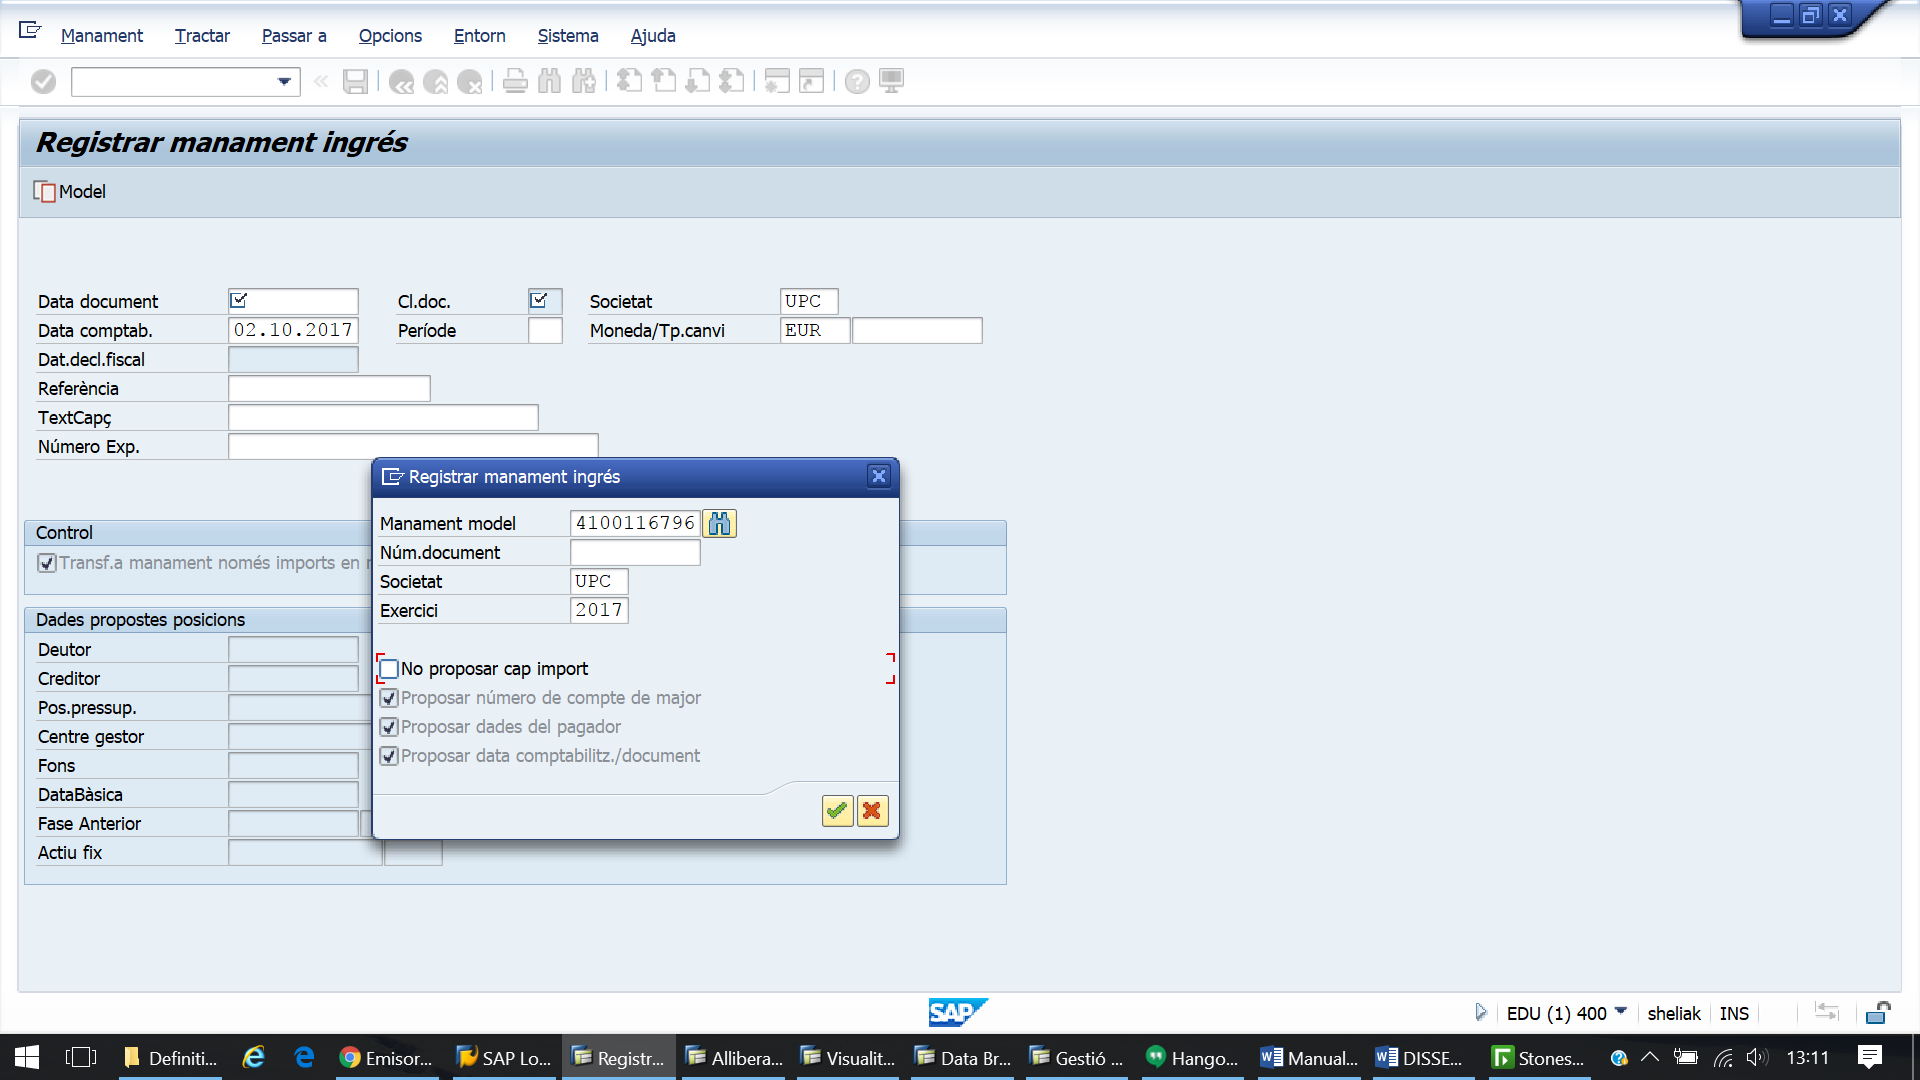 Manament Tractar Passar a Opcions Entorn Sistema Ajuda
Registrar manament ingrés
Model
Data document Cl.doc. Societat UPC
Data comptab. 02.10.2017 Període Moneda/Tp.canvi EUR
Dat.decl.fiscal
Referència
TextCapç
Número Exp.
Registrar manament ingrés
Manament model 4100116796
Núm.document
Societat UPC
Exercici 2017
No proposar cap import
Proposar número de compte de major
Proposar dades del pagador
Proposar data comptabilitz./document
Control
Transf.a manament només imports en
Dades propostes posicions
Deutor
Creditor
Pos.pressup.
Centre gestor
Fons
DataBàsica
Fase Anterior
Actiu fix
SAP EDU (1) 400 sheliak INS
Definiti... Emisor... SAP Lo... Registr... Allibera... Visualit... Data Br... Gestió ... Hango... Manual... DISSE... Stones... 13:11